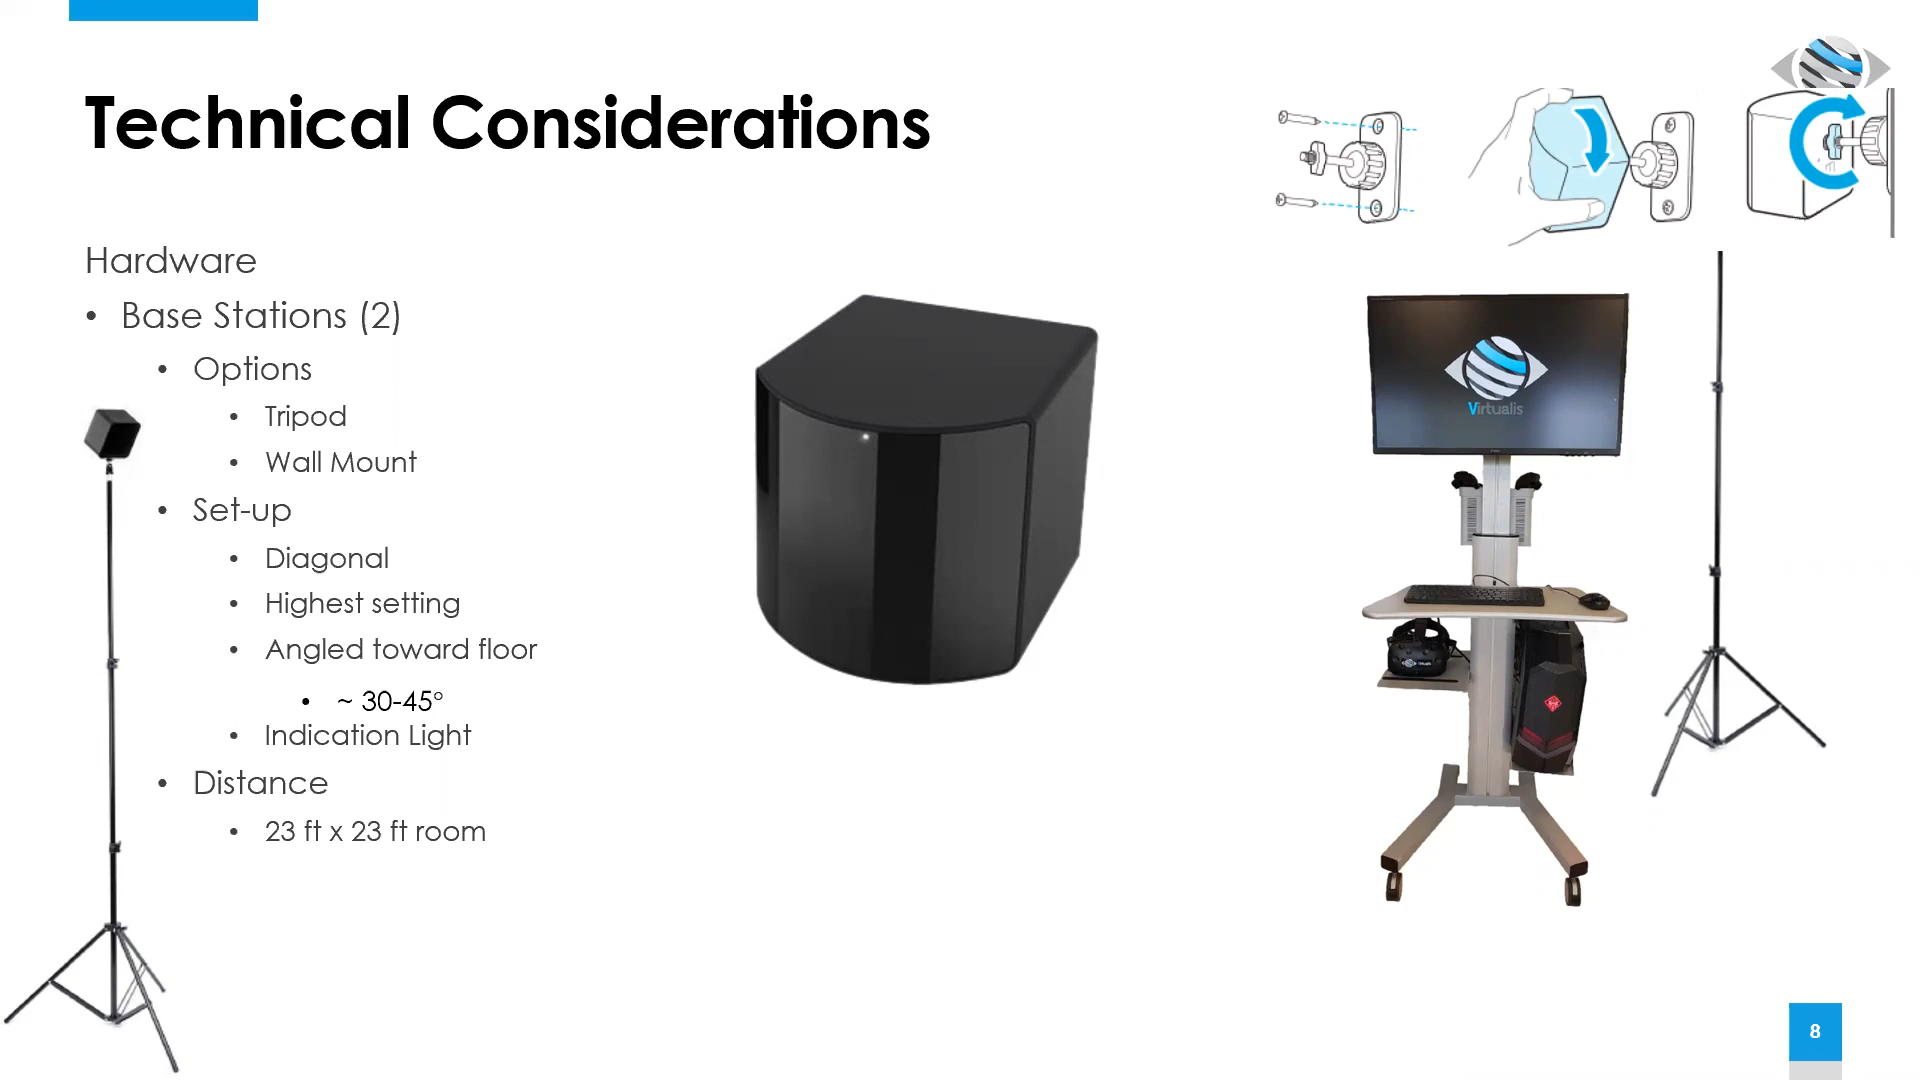 Technical Considerations
Hardware
• Base Stations (2)
• Options
• Tripod
• Wall Mount
• Set-up
• Diagonal
• Highest setting
• Angled toward floor
• ~ 30-45°
• Indication Light
• Distance
• 23 ft x 23 ft room
Virtualis
8